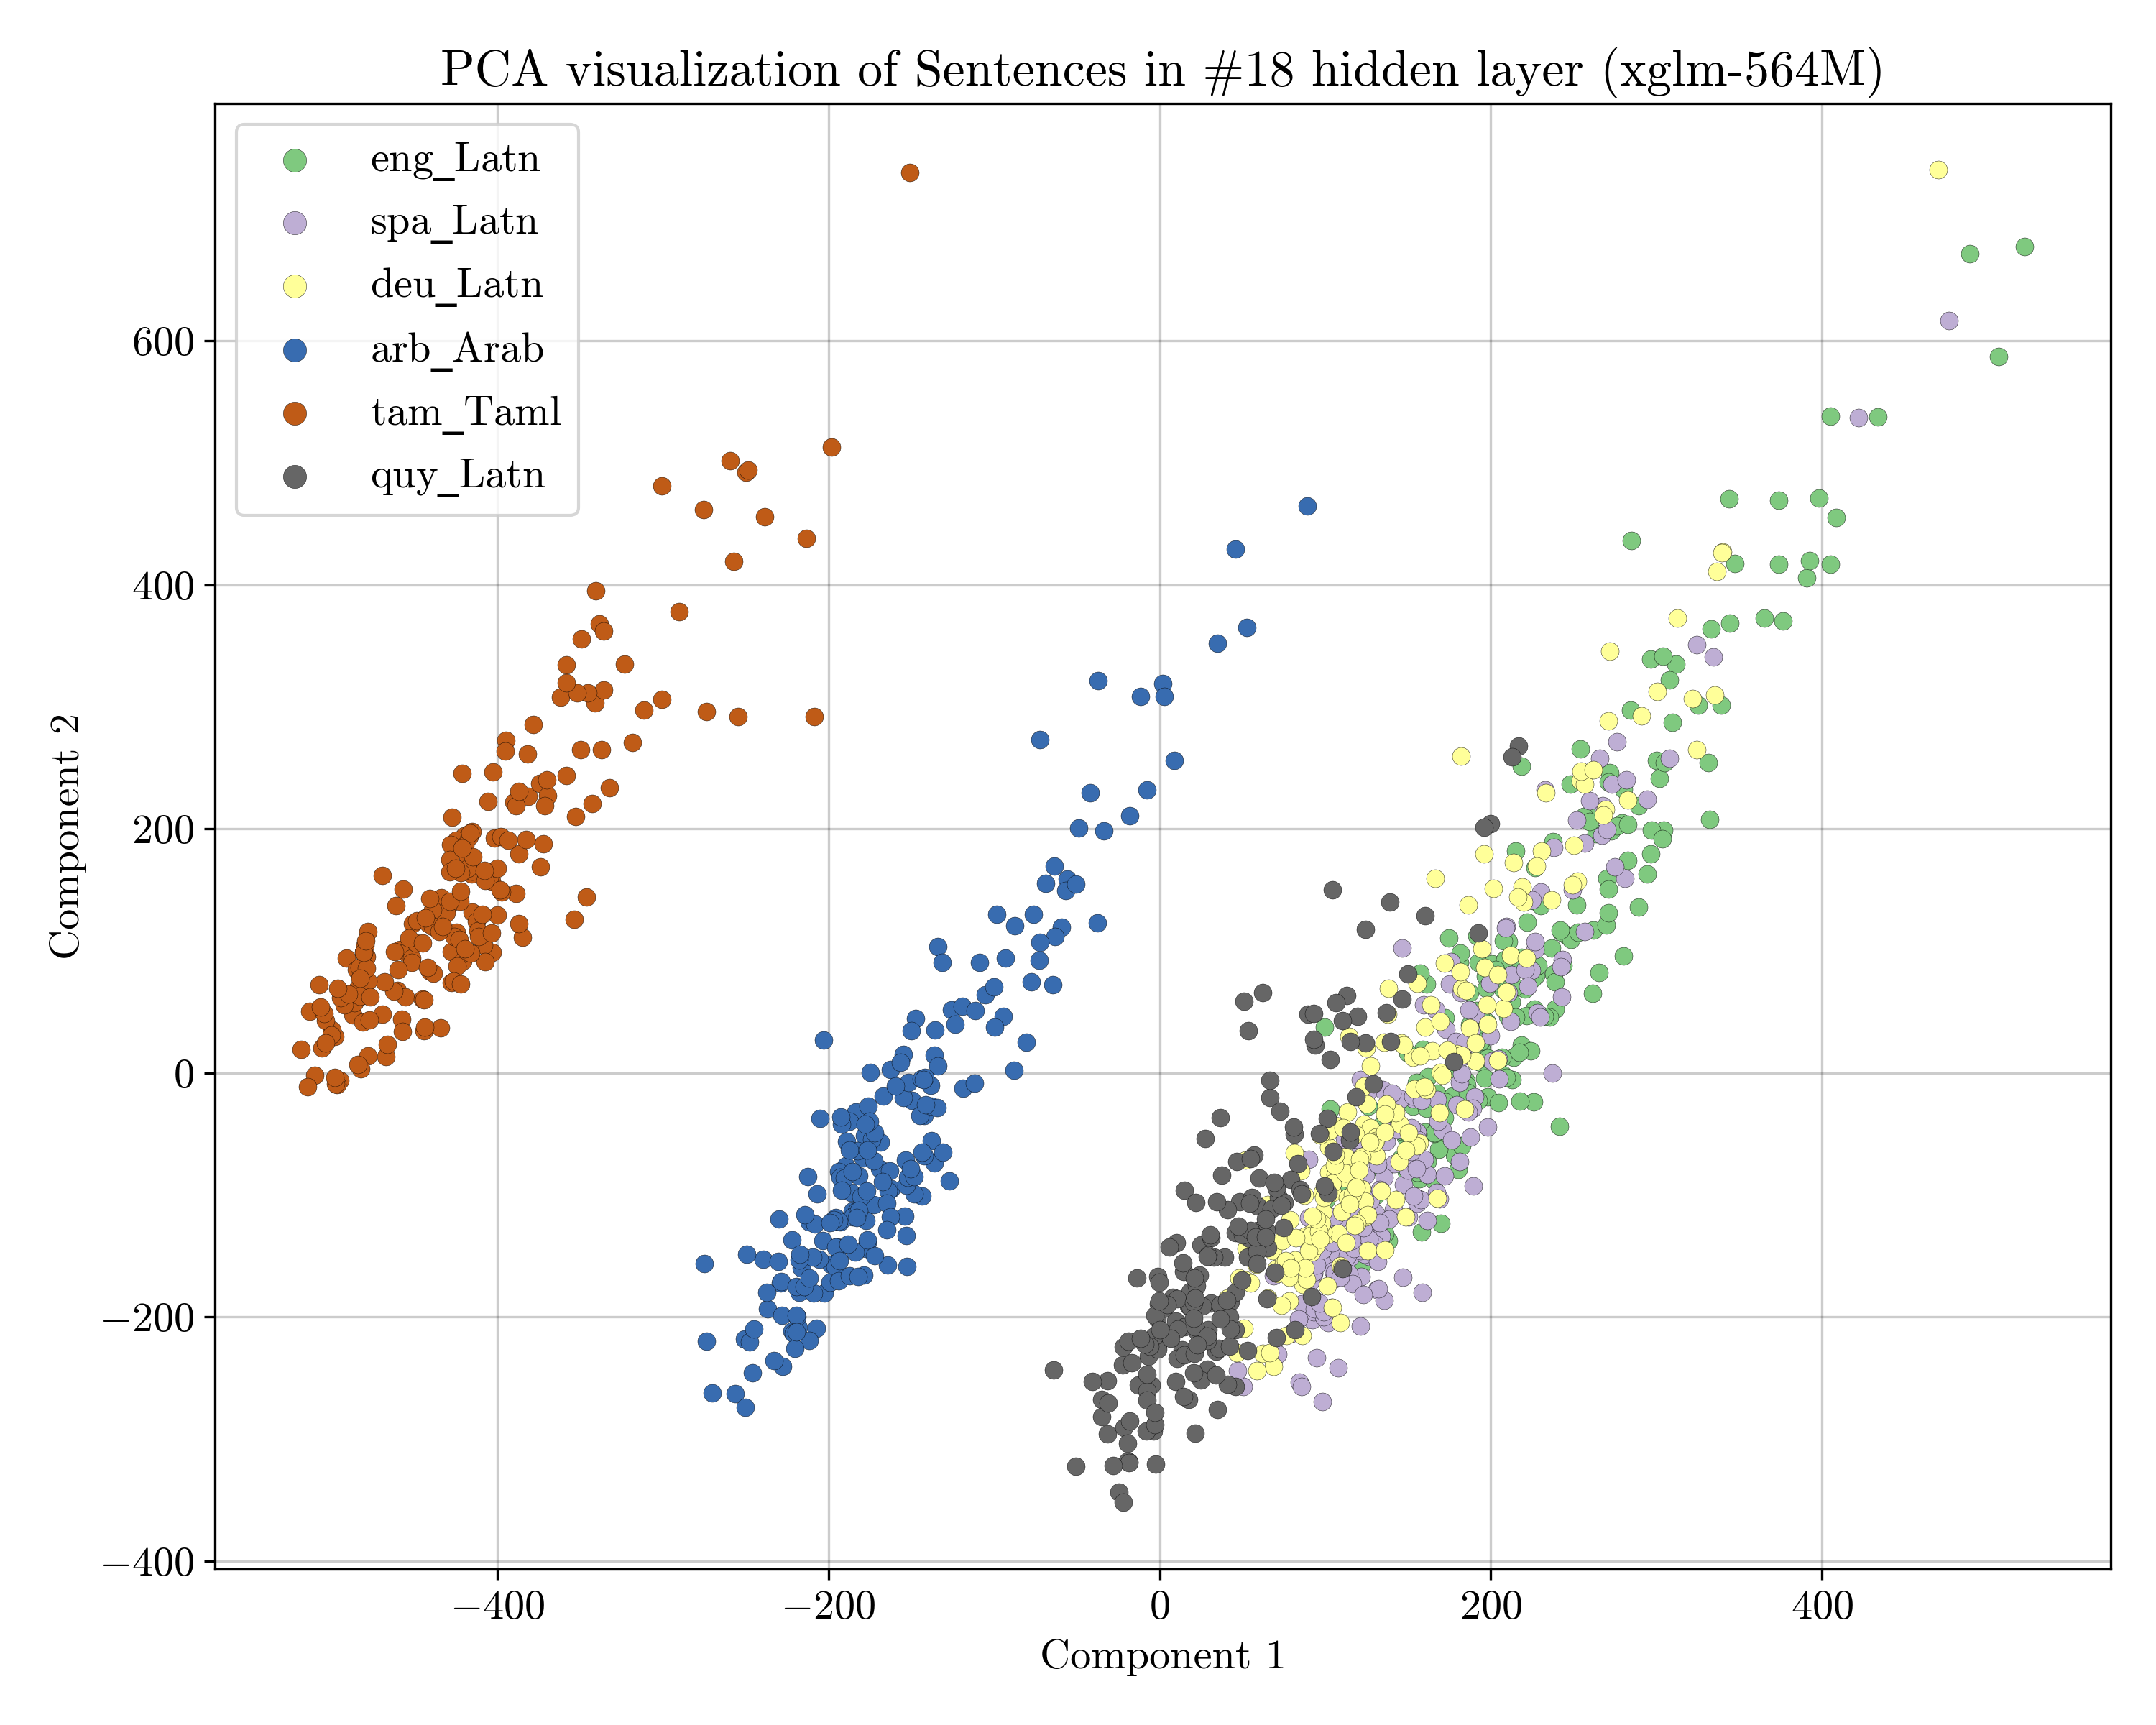 PCA visualization of Sentences in #18 hidden layer (xglm-564M)
eng_Latn
spa_Latn
deu_Latn
arb_Arab
tam_Taml
quy_Latn
Component 2
600
400
200
0
−200
−400
−400 −200 0 200 400
Component 1